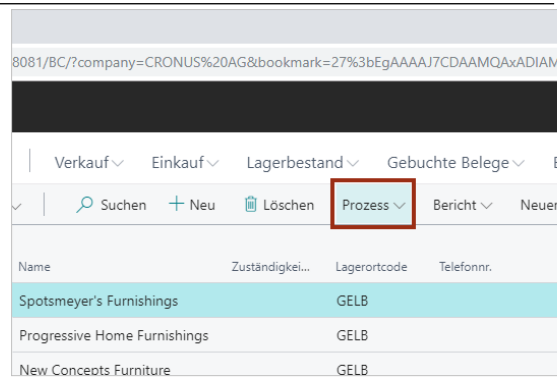 8081/BC/?company=CRONUS%20AG&bookmark=27%3bEgAAAAJ7CDAAMQAxADIAM
Verkauf Einkauf Lagerbestand Gebuchte Belege
Suchen + Neu Löschen Prozess Bericht Neuer
Name Zuständigkei... Lagerortcode Telefonnr.
Spotsmeyer's Furnishings GELB
Progressive Home Furnishings GELB
New Concepts Furniture GELB